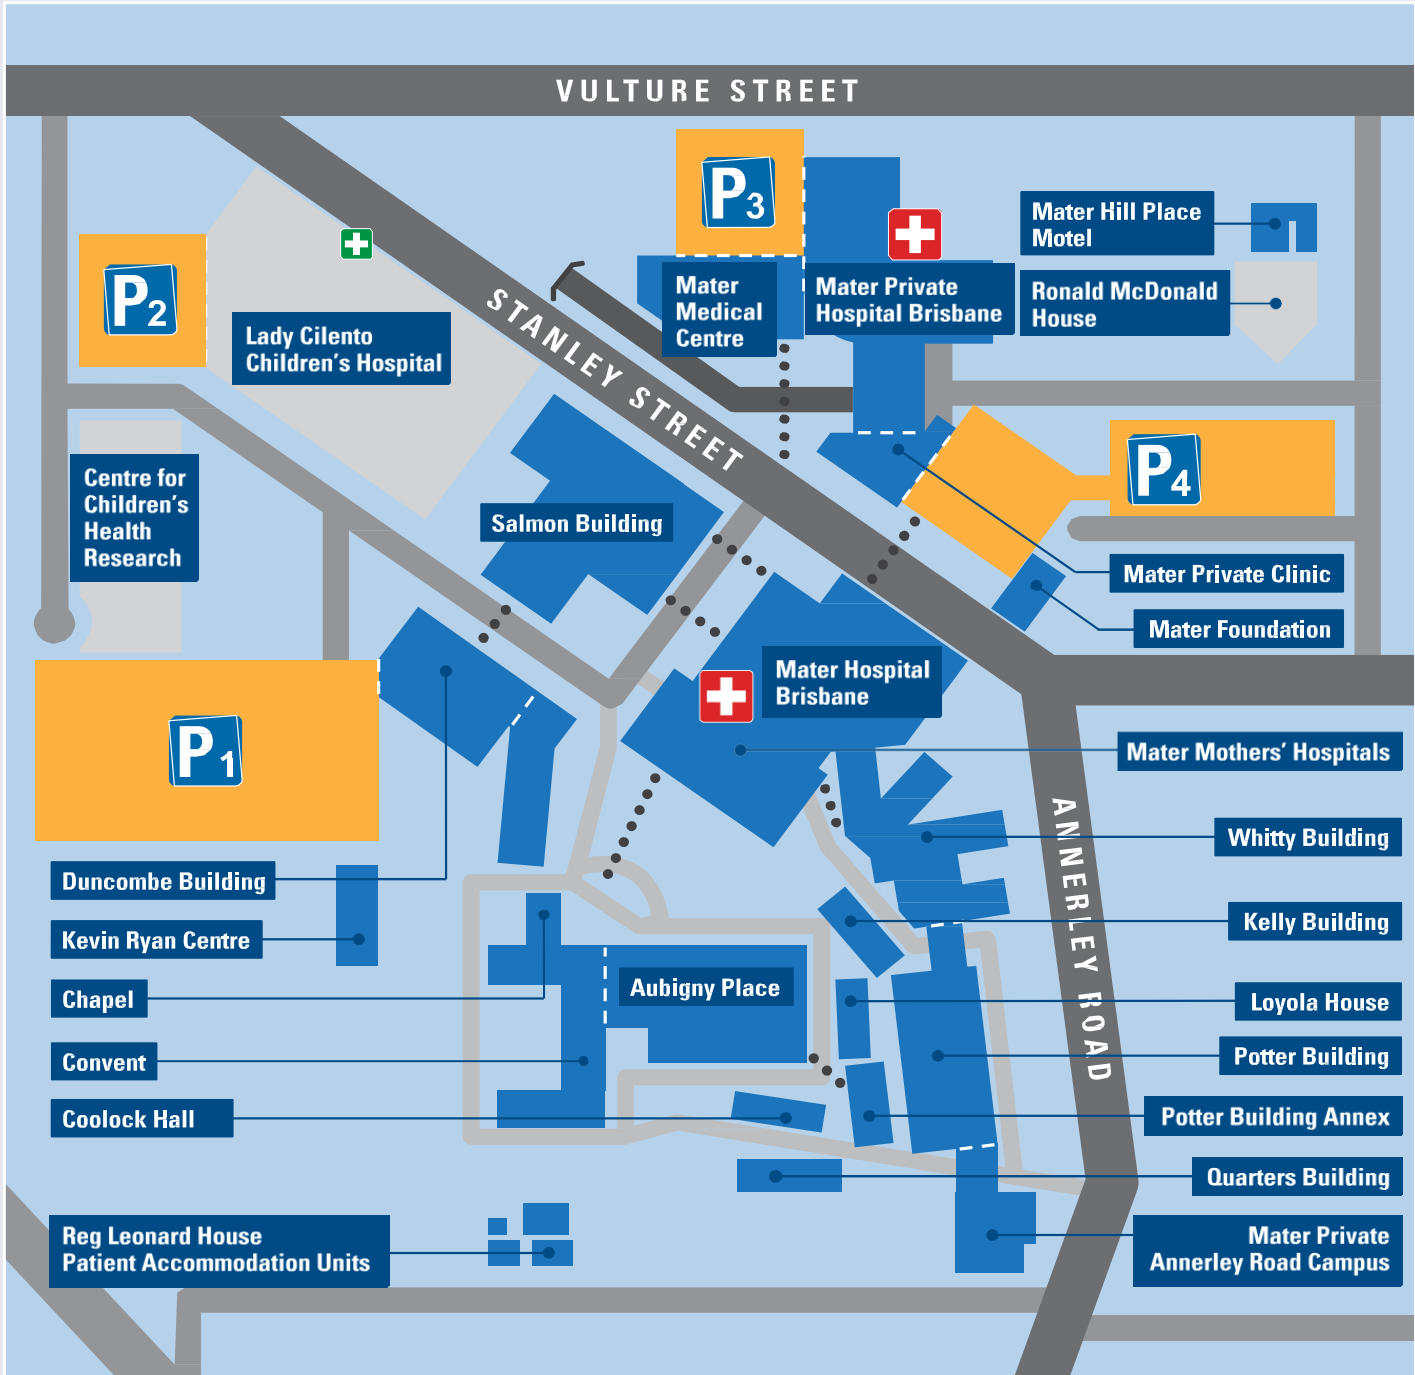 VULTURE STREET
P3
Mater Hill Place
Motel
P2
Mater
Medical
Centre
Mater Private
Hospital Brisbane
Ronald McDonald
House
STANLEY STREET
Lady Cilento
Children's Hospital
Centre for
Children's
Health
Research
P4
Salmon Building
Mater Private Clinic
Mater Foundation
Mater Hospital
Brisbane
P1
Mater Mothers' Hospitals
ANNERLEY ROAD
Whitty Building
Duncombe Building
Kelly Building
Kevin Ryan Centre
Chapel
Aubigny Place
Loyola House
Convent
Potter Building
Coolock Hall
Potter Building Annex
Quarters Building
Reg Leonard House
Patient Accommodation Units
Mater Private
Annerley Road Campus